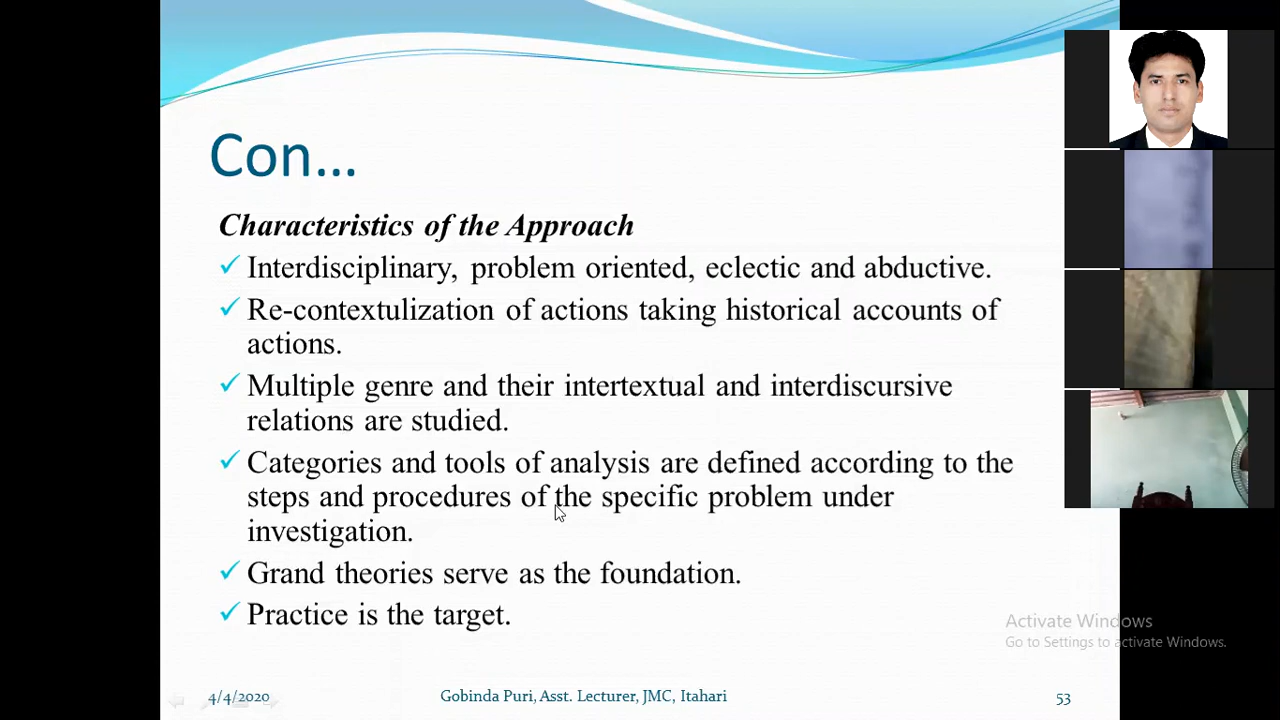 Con...
Characteristics of the Approach
✓ Interdisciplinary, problem oriented, eclectic and abductive.
✓ Re-contextulization of actions taking historical accounts of
actions.
✓ Multiple genre and their intertextual and interdiscursive
relations are studied.
✓ Categories and tools of analysis are defined according to the
steps and procedures of the specific problem under
investigation.
✓ Grand theories serve as the foundation.
✓ Practice is the target.
Activate Windows
Go to Settings to activate Windows.
4/4/2020 Gobinda Puri, Asst. Lecturer, JMC, Itahari 53